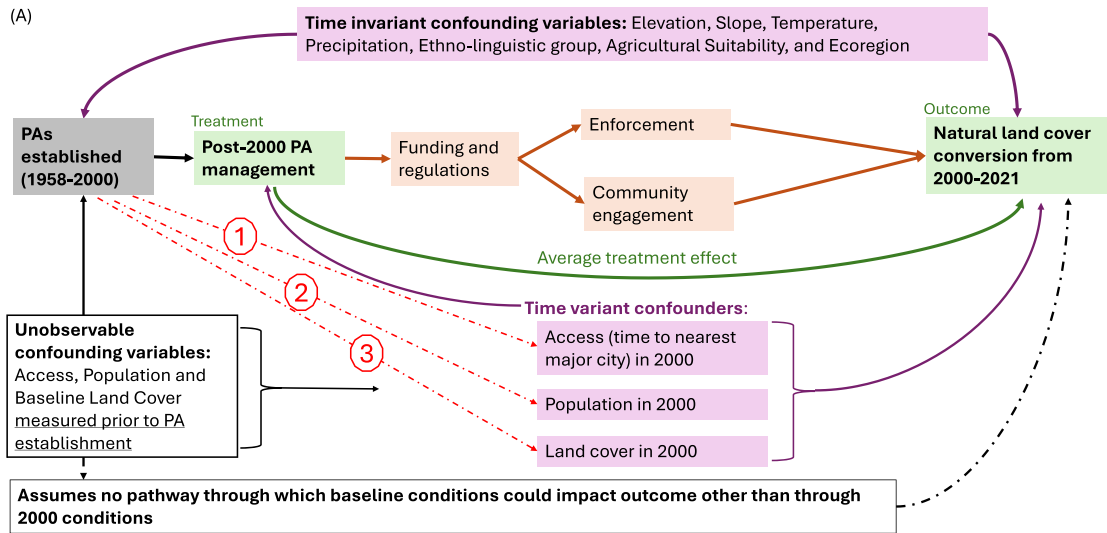 (A)
Time invariant confounding variables: Elevation, Slope, Temperature,
Precipitation, Ethno-linguistic group, Agricultural Suitability, and Ecoregion
PAs
established
(1958-2000)
Treatment
Post-2000 PA
management
Funding and
regulations
Enforcement
Community
engagement
Outcome
Natural land cover
conversion from
2000-2021
Average treatment effect
1
2
3
Time variant confounders:
Access (time to nearest
major city) in 2000
Population in 2000
Land cover in 2000
Unobservable
confounding variables:
Access, Population and
Baseline Land Cover
measured prior to PA
establishment
Assumes no pathway through which baseline conditions could impact outcome other than through
2000 conditions